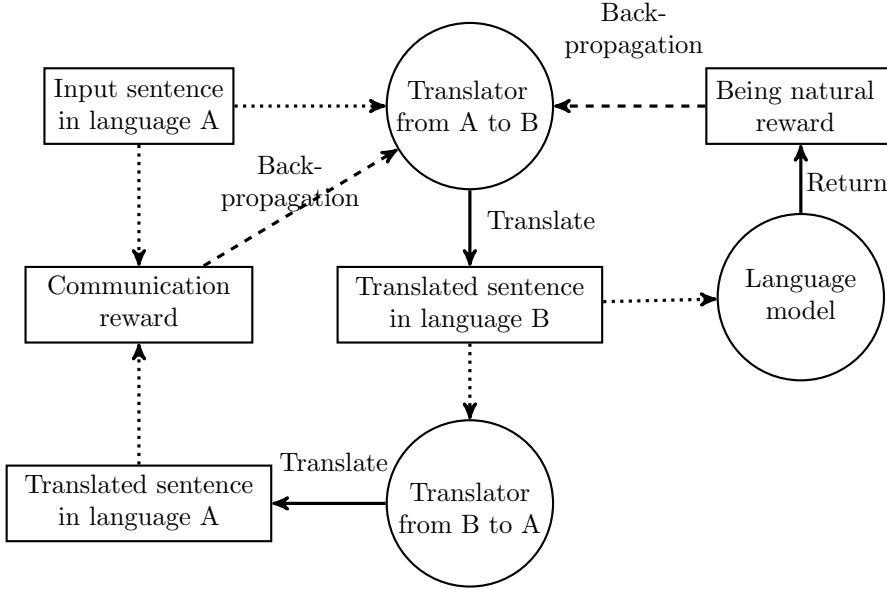 Back-
propagation
Input sentence
in language A
Translator
from A to B
Being natural
reward
Back-
propagation
Return
Translate
Communication
reward
Translated sentence
in language B
Language
model
Translate
Translated sentence
in language A
Translator
from B to A